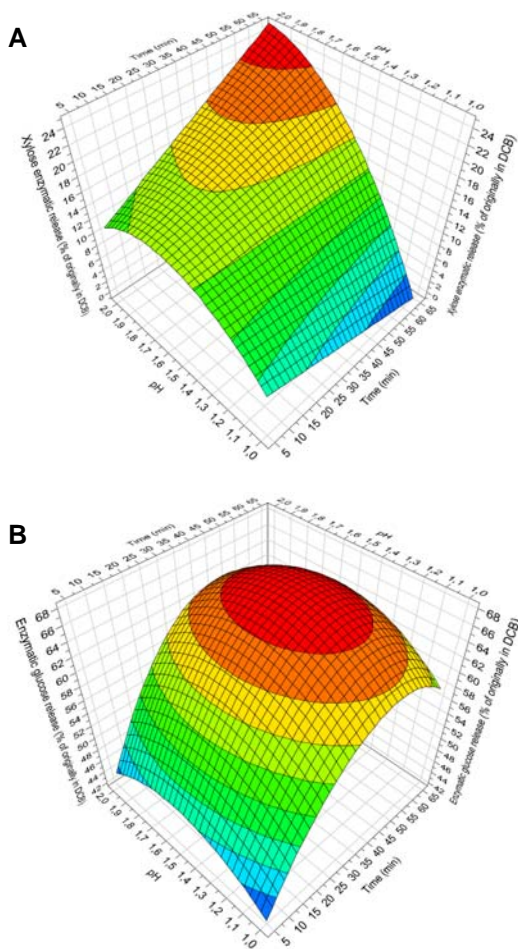 A
Time (min)
5 10 15 20 25 30 35 40 45 50 55 60 65
pH
2,0 1,9 1,8 1,7 1,6 1,5 1,4 1,3 1,2 1,1 1,0
Xylose enzymatic release (% of originally in DCB)
24 22 20 18 16 14 12 10 8 6 4 2 0
Xylose enzymatic release (% of originally in DCB)
24 22 20 18 16 14 12 10 8 6 4 2 0
pH
2,0 1,9 1,8 1,7 1,6 1,5 1,4 1,3 1,2 1,1 1,0
Time (min)
5 10 15 20 25 30 35 40 45 50 55 60 65
B
Time (min)
5 10 15 20 25 30 35 40 45 50 55 60 65
pH
2,0 1,9 1,8 1,7 1,6 1,5 1,4 1,3 1,2 1,1 1,0
Enzymatic glucose release (% of originally in DCB)
68 66 64 62 60 58 56 54 52 50 48 46 44 42
Enzymatic glucose release (% of originally in DCB)
68 66 64 62 60 58 56 54 52 50 48 46 44 42
pH
2,0 1,9 1,8 1,7 1,6 1,5 1,4 1,3 1,2 1,1 1,0
Time (min)
5 10 15 20 25 30 35 40 45 50 55 60 65